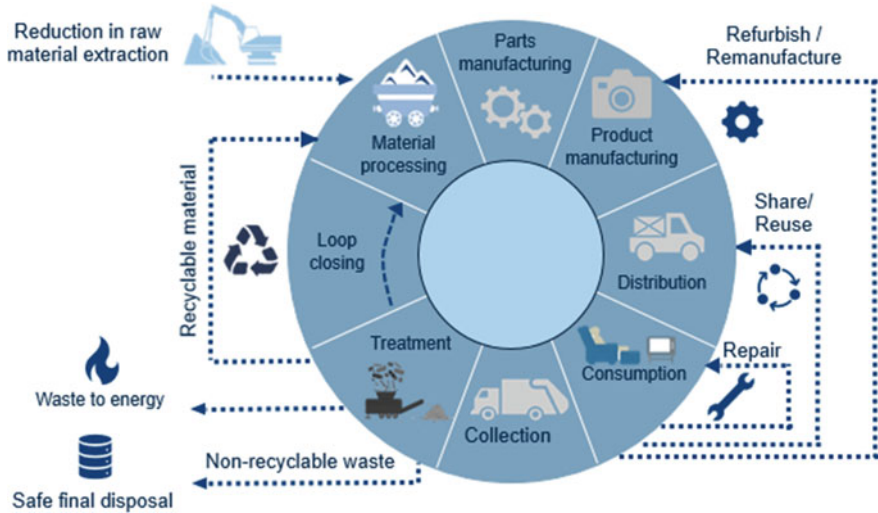 Reduction in raw
material extraction
Parts
manufacturing
Refurbish /
Remanufacture
Material
processing
Product
manufacturing
Recyclable material
Loop
closing
Share/
Reuse
Distribution
Treatment
Repair
Consumption
Waste to energy
Collection
Non-recyclable waste
Safe final disposal